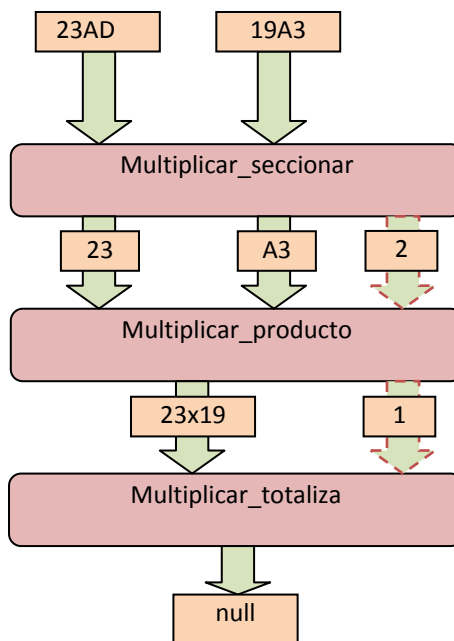 23AD
19A3
Multiplicar_seccionar
23
A3
2
Multiplicar_producto
23x19
1
Multiplicar_totaliza
null